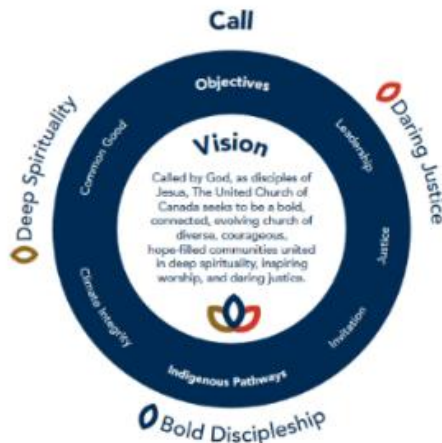 Call
Deep Spirituality
Daring Justice
Bold Discipleship
Objectives
Leadership
Justice
Invitation
Indigenous Pathways
Climate Integrity
Common Good
Vision
Called by God, as disciples of
Jesus, The United Church of
Canada seeks to be a bold,
connected, evolving church of
diverse, courageous,
hope-filled communities united
in deep spirituality, inspiring
worship, and daring justice.